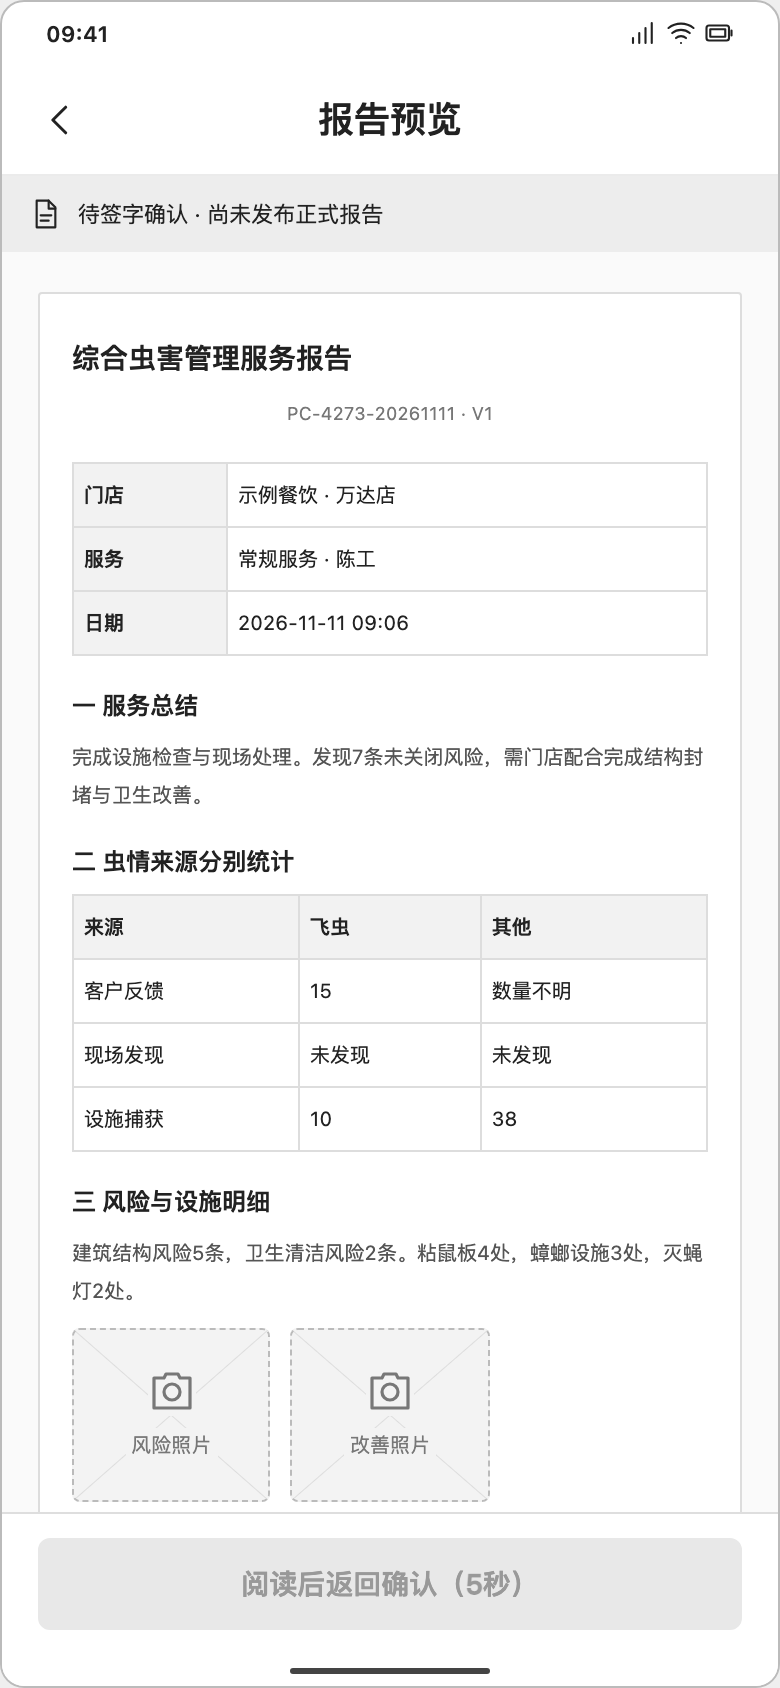 09:41
报告预览
待签字确认 · 尚未发布正式报告
综合虫害管理服务报告
PC-4273-20261111 · V1
门店 示例餐饮 · 万达店
服务 常规服务 · 陈工
日期 2026-11-11 09:06
一 服务总结
完成设施检查与现场处理。发现7条未关闭风险，需门店配合完成结构封
堵与卫生改善。
二 虫情来源分别统计
来源 飞虫 其他
客户反馈 15 数量不明
现场发现 未发现 未发现
设施捕获 10 38
三 风险与设施明细
建筑结构风险5条，卫生清洁风险2条。粘鼠板4处，蟑螂设施3处，灭蝇
灯2处。
风险照片 改善照片
阅读后返回确认（5秒）